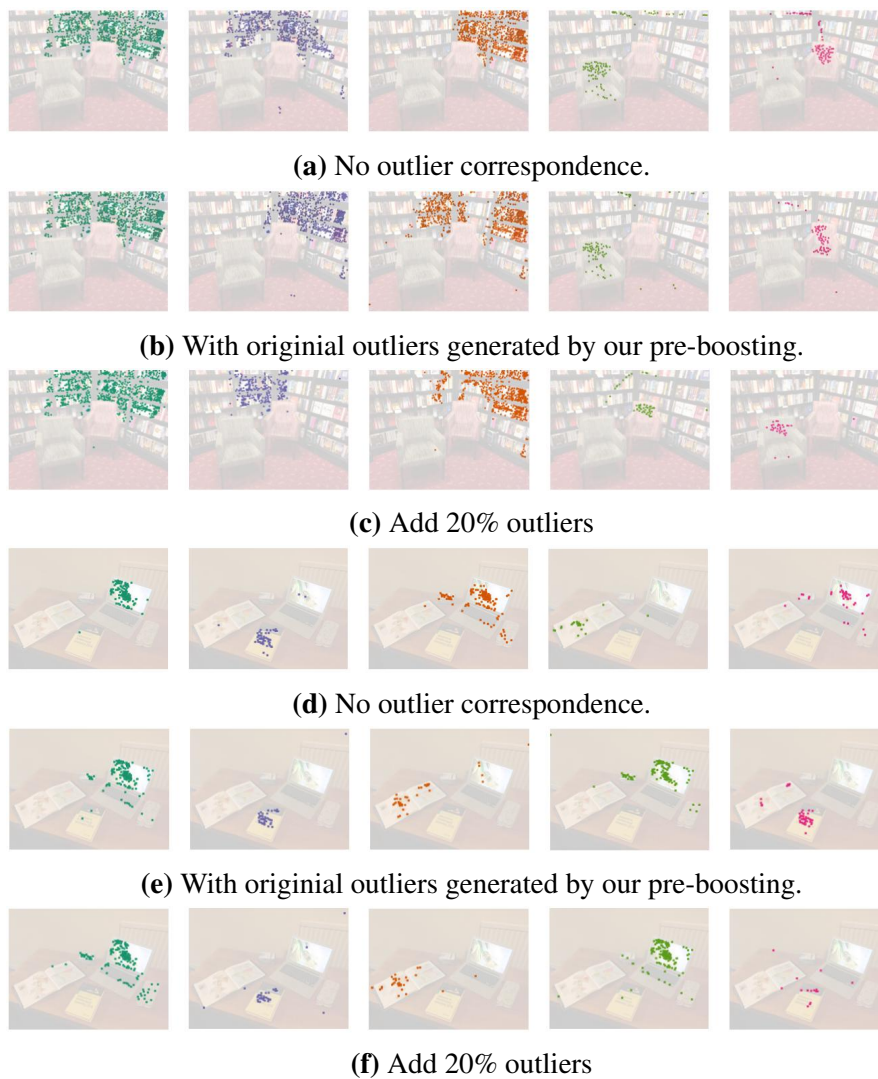 (a) No outlier correspondence.
(b) With originial outliers generated by our pre-boosting.
(c) Add 20% outliers
(d) No outlier correspondence.
(e) With originial outliers generated by our pre-boosting.
(f) Add 20% outliers